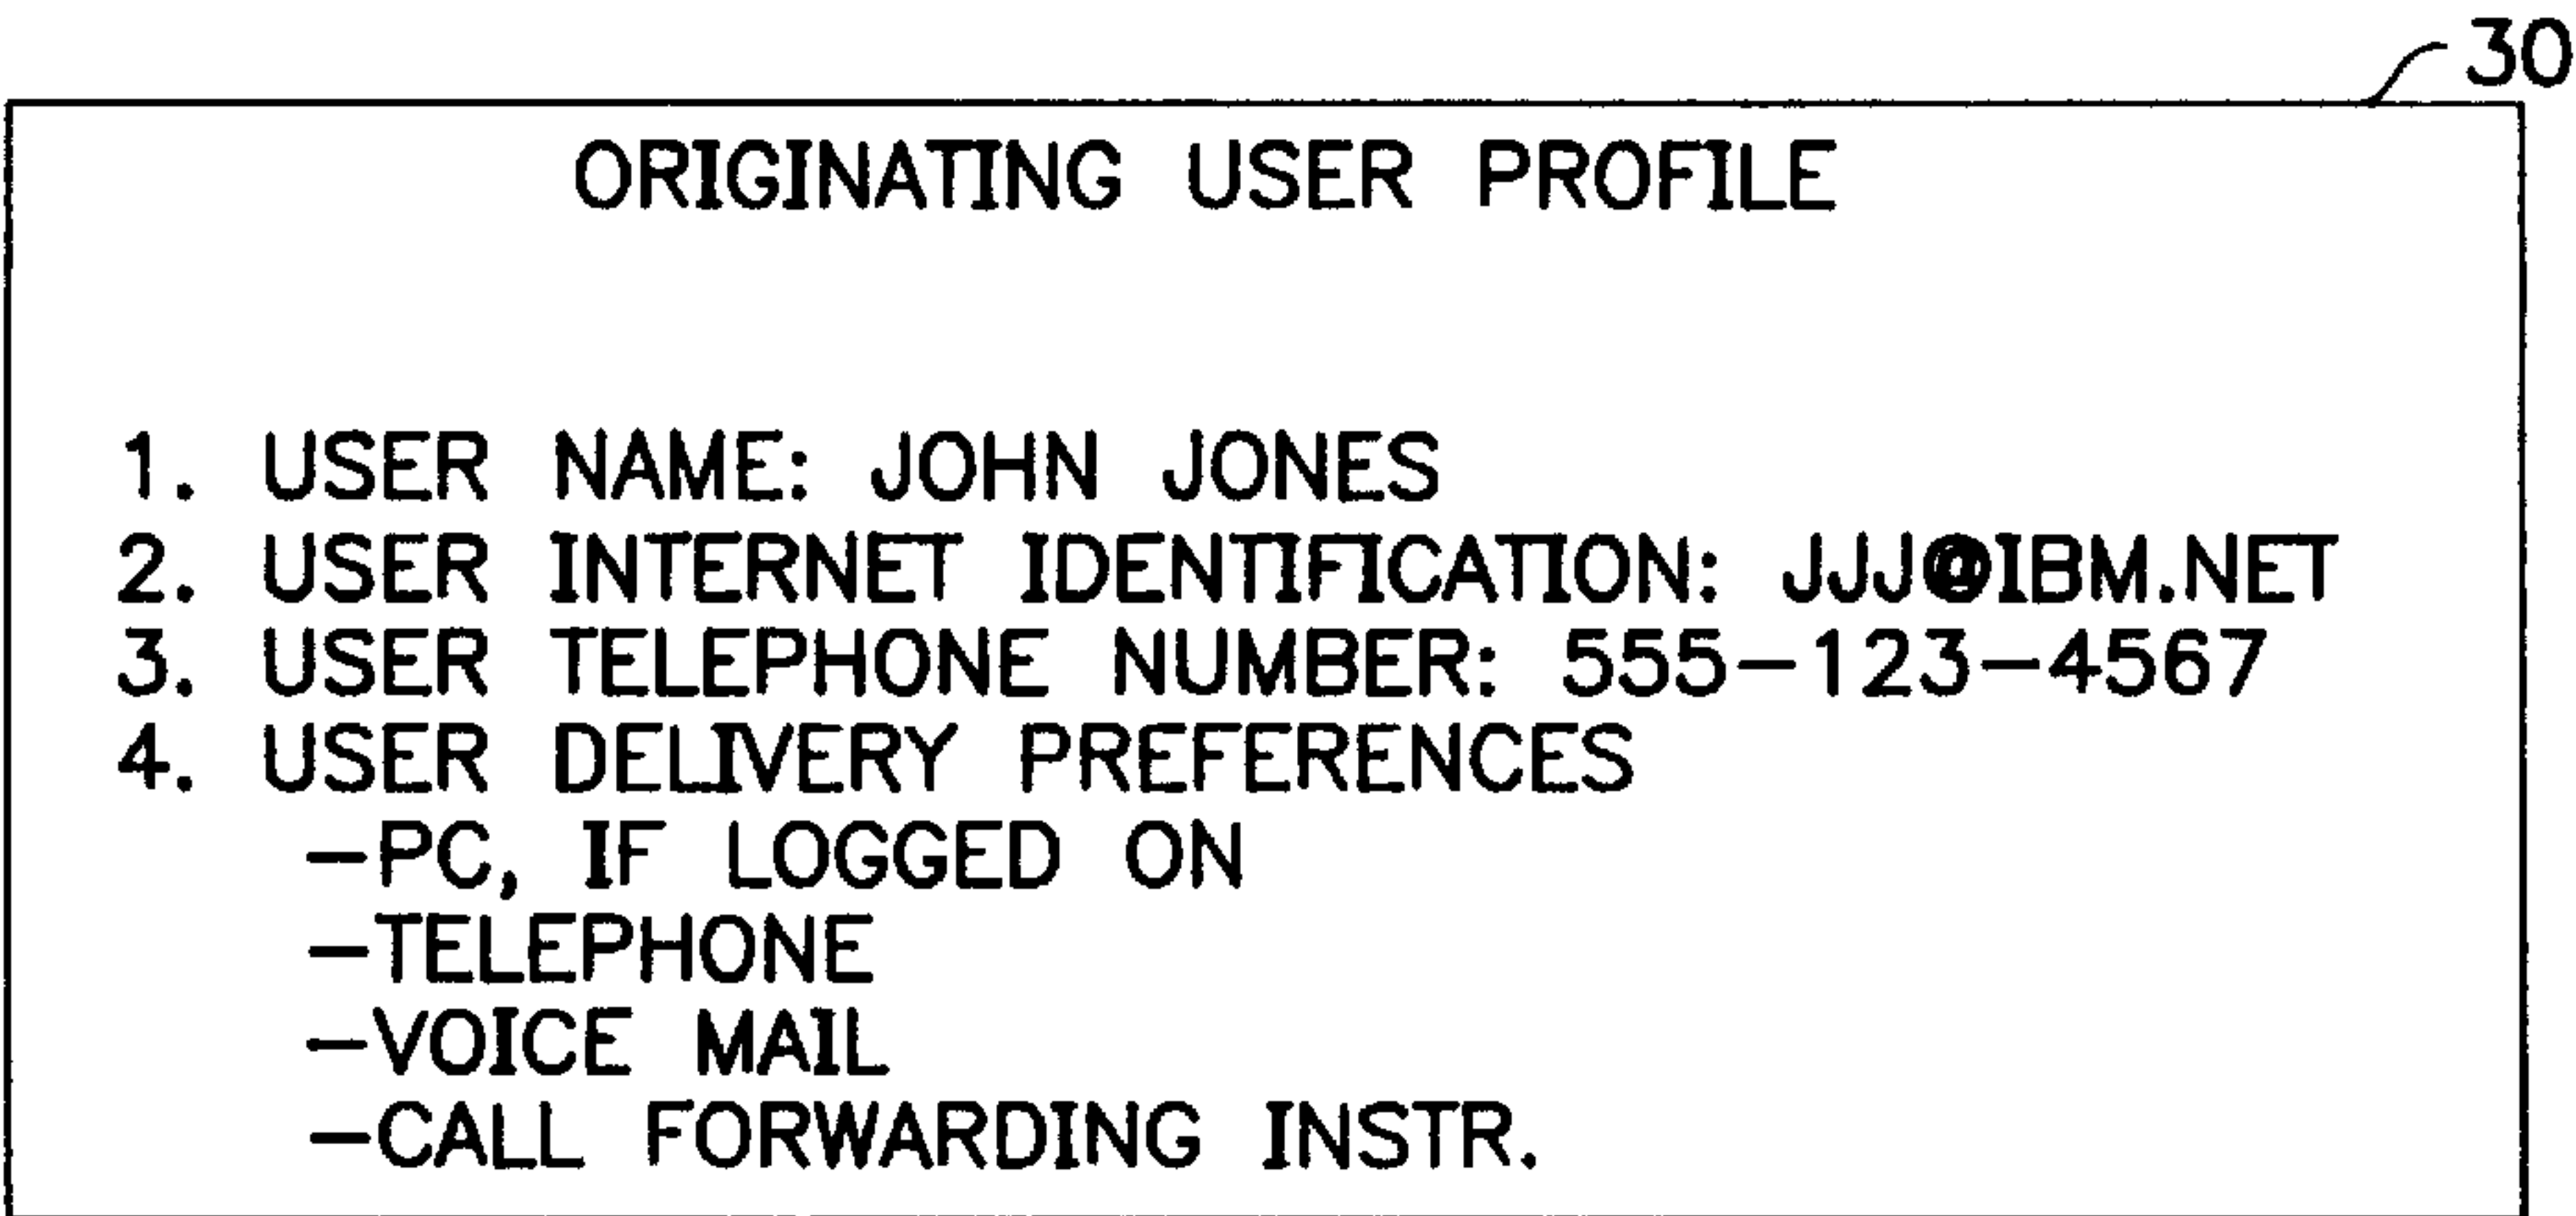 30
ORIGINATING USER PROFILE
1. USER NAME: JOHN JONES
2. USER INTERNET IDENTIFICATION: JJJ@IBM.NET
3. USER TELEPHONE NUMBER: 555-123-4567
4. USER DELIVERY PREFERENCES
-PC, IF LOGGED ON
-TELEPHONE
-VOICE MAIL
-CALL FORWARDING INSTR.